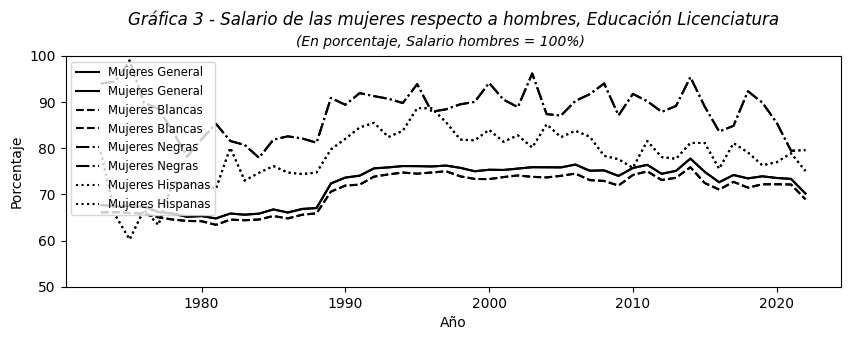 Gráfica 3 - Salario de las mujeres respecto a hombres, Educación Licenciatura
(En porcentaje, Salario hombres = 100%)
100
90
80
70
60
50
Porcentaje
Mujeres General
Mujeres General
Mujeres Blancas
Mujeres Blancas
Mujeres Negras
Mujeres Negras
Mujeres Hispanas
Mujeres Hispanas
1980
1990
2000
2010
2020
Año